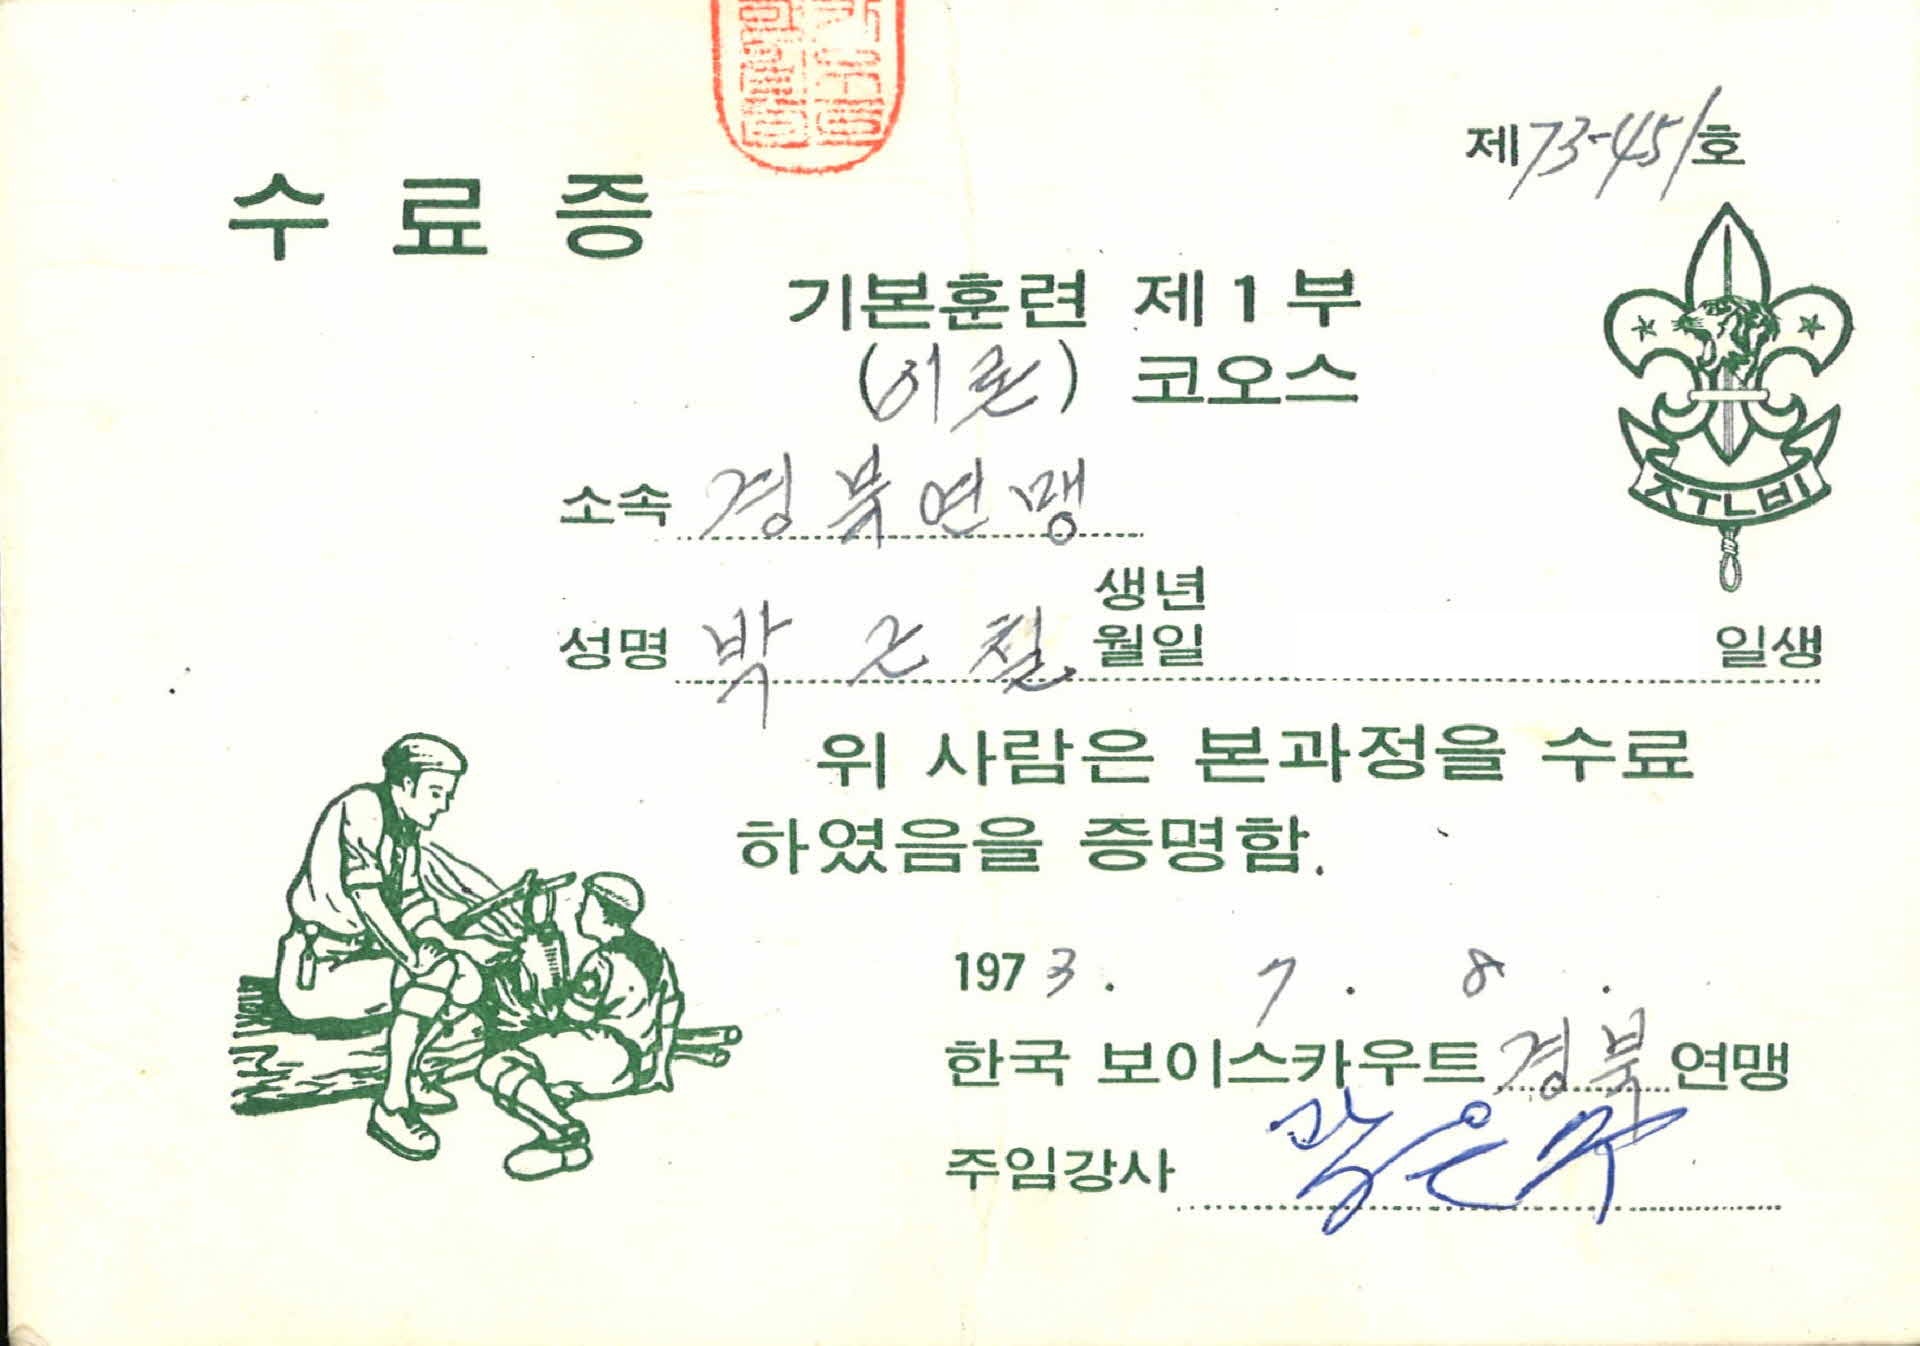 제73-451호
수료증
기본훈련 제1부
(이론) 코오스
소속 경북연맹
성명 박근철 생년월일 일생
위 사람은 본과정을 수료
하였음을 증명함.
1973. 7. 8.
한국 보이스카우트 경북 연맹
주임강사
준비